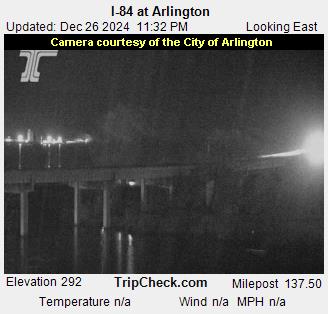 I-84 at Arlington
Updated: Dec 26 2024 11:32 PM Looking East
Camera courtesy of the City of Arlington
Elevation 292 TripCheck.com Milepost 137.50
Temperature n/a Wind n/a MPH n/a